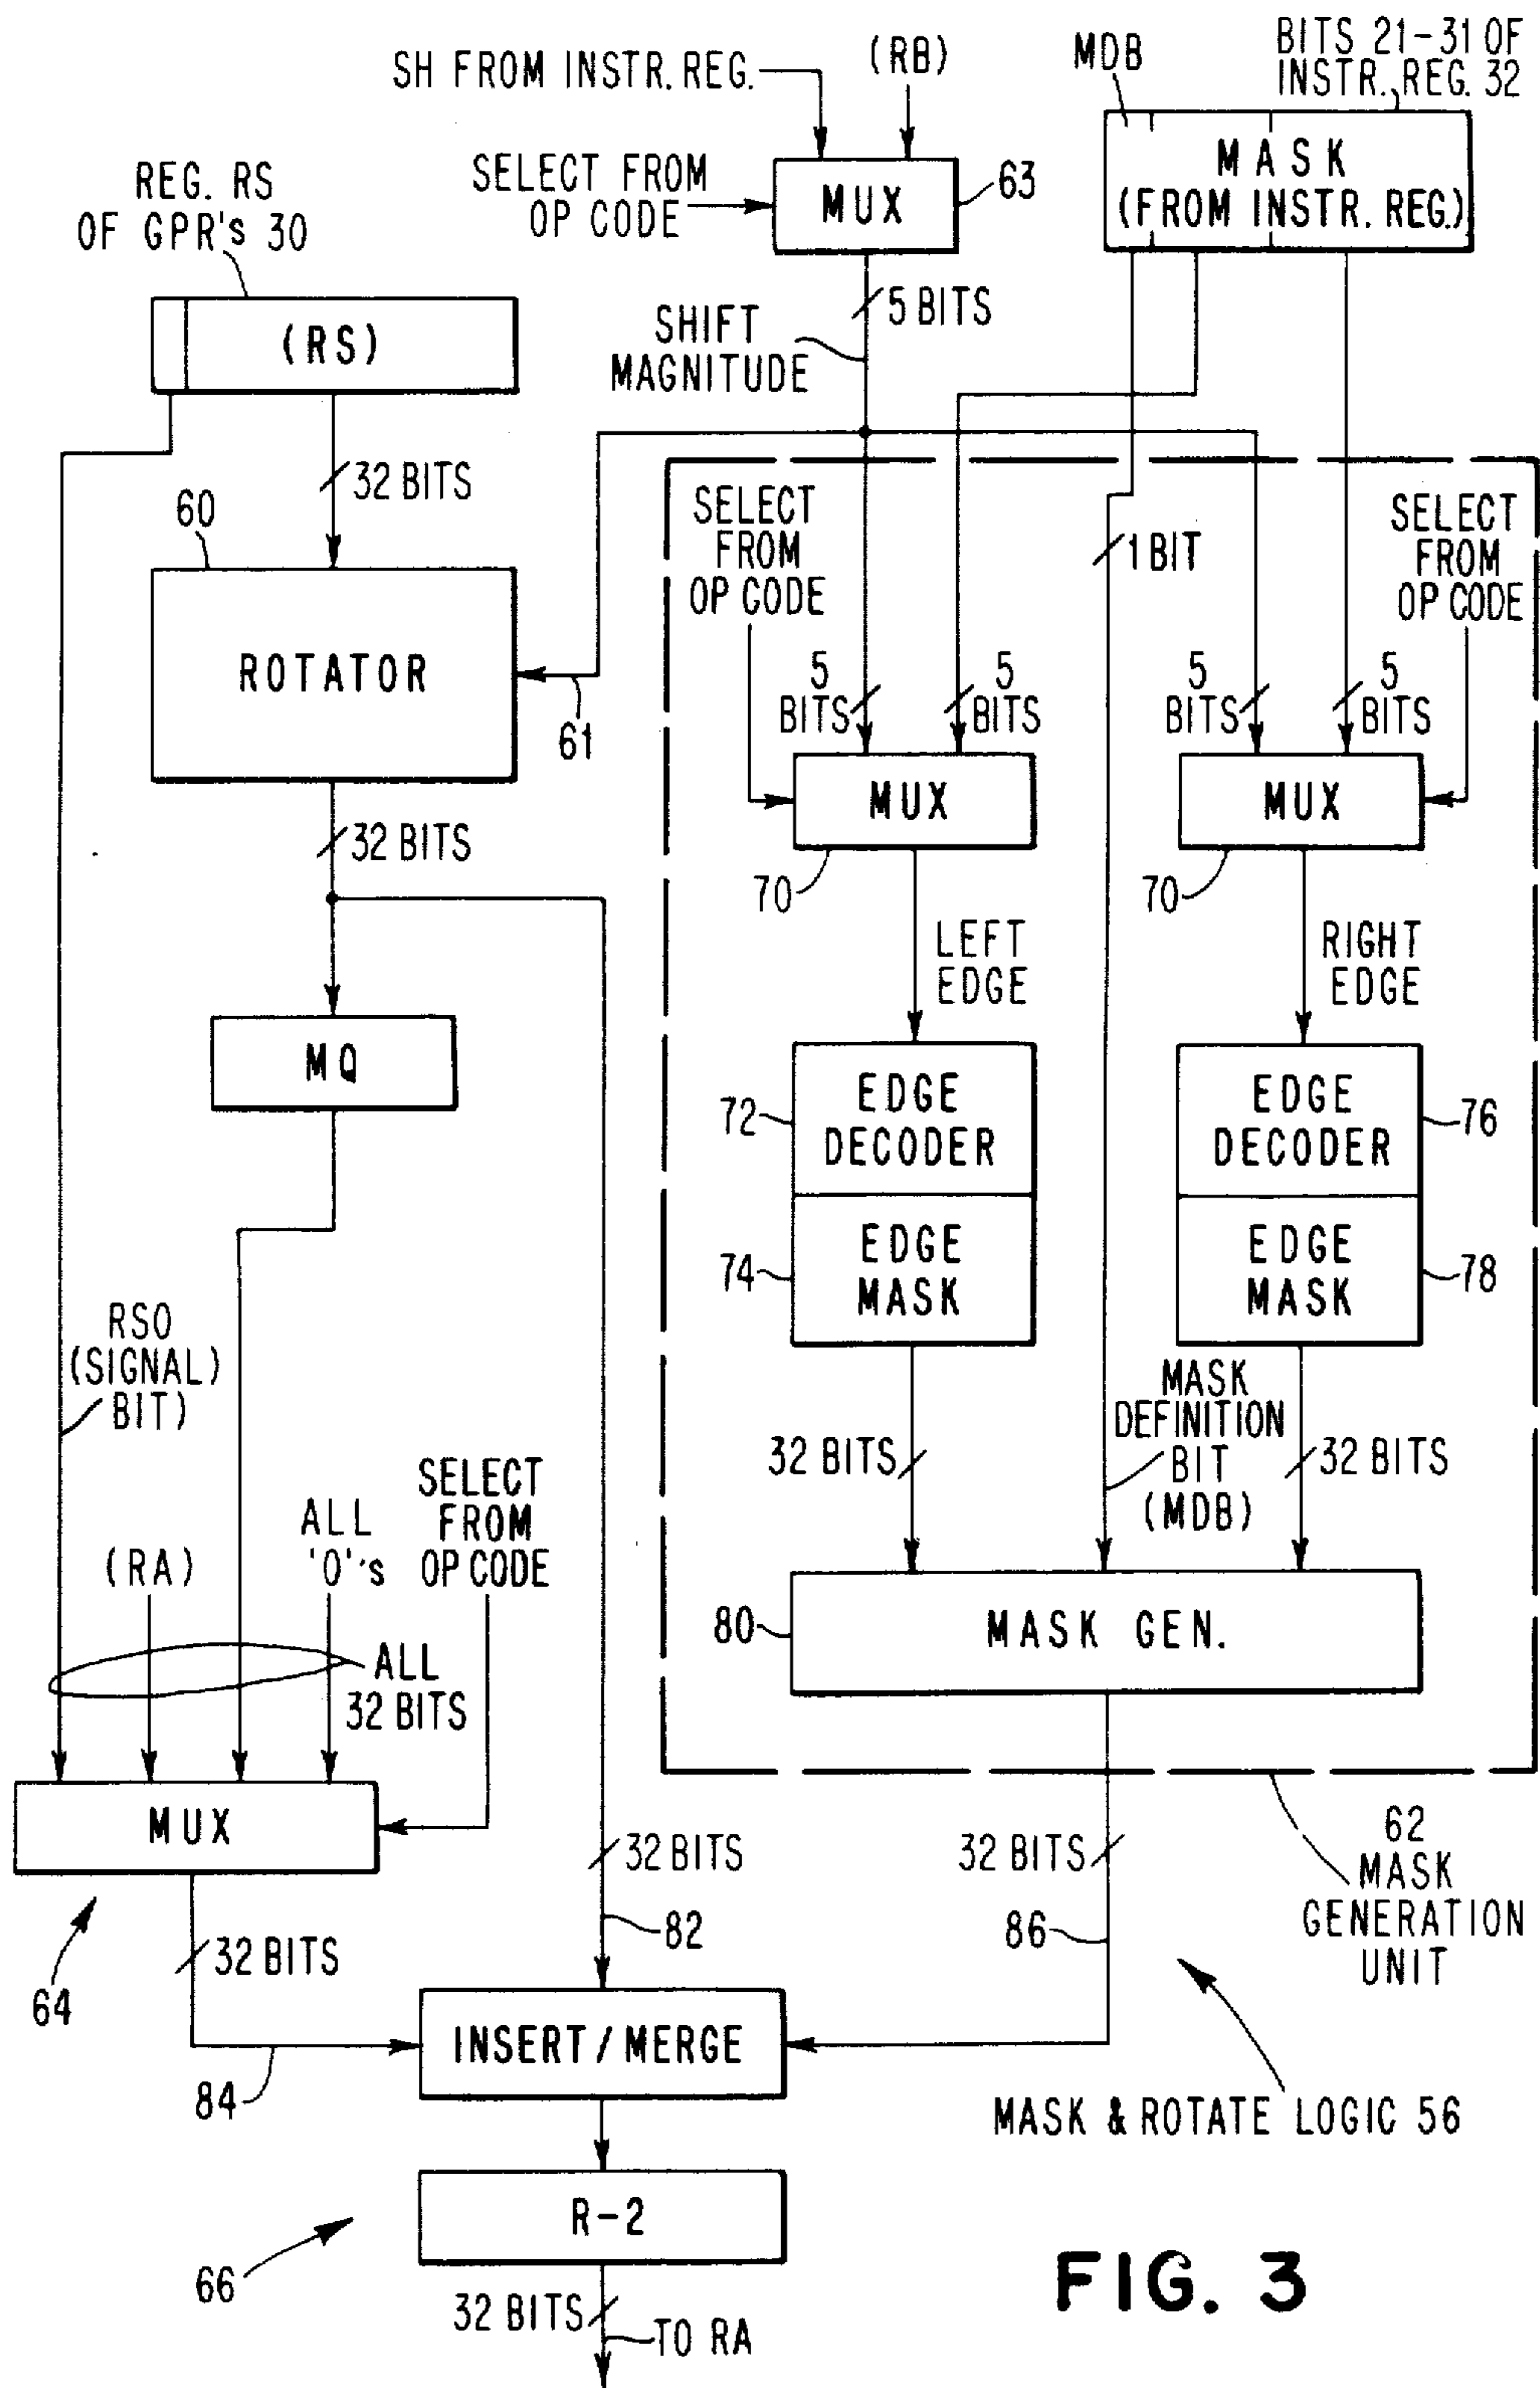 SH FROM INSTR. REG.
(RB)
MDB
BITS 21-31 OF
INSTR. REG. 32
SELECT FROM
OP CODE
MUX
63
MASK
(FROM INSTR. REG.)
REG. RS
OF GPR's 30
(RS)
SHIFT
MAGNITUDE
5 BITS
32 BITS
60
ROTATOR
61
SELECT
FROM
OP CODE
1 BIT
SELECT
FROM
OP CODE
5
BITS
5
BITS
5
BITS
5
BITS
MUX
MUX
70
70
32 BITS
LEFT
EDGE
RIGHT
EDGE
MQ
72
EDGE
DECODER
EDGE
DECODER
76
74
EDGE
MASK
EDGE
MASK
78
RSO
(SIGNAL)
BIT)
32 BITS
MASK
DEFINITION
BIT
(MDB)
32 BITS
(RA)
ALL
'0'·s
SELECT
FROM
OP CODE
80
MASK GEN.
ALL
32 BITS
MUX
64
32 BITS
32 BITS
82
32 BITS
86
62
MASK
GENERATION
UNIT
84
INSERT/MERGE
MASK & ROTATE LOGIC 56
R-2
66
32 BITS
TO RA
FIG. 3